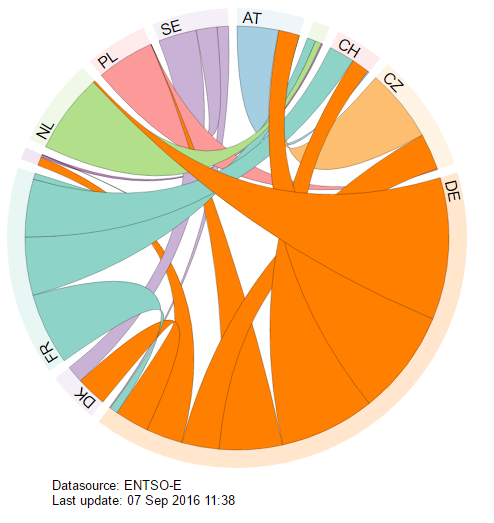 AT
CH
CZ
DE
DK
FR
NL
PL
SE
Datasource: ENTSO-E
Last update: 07 Sep 2016 11:38